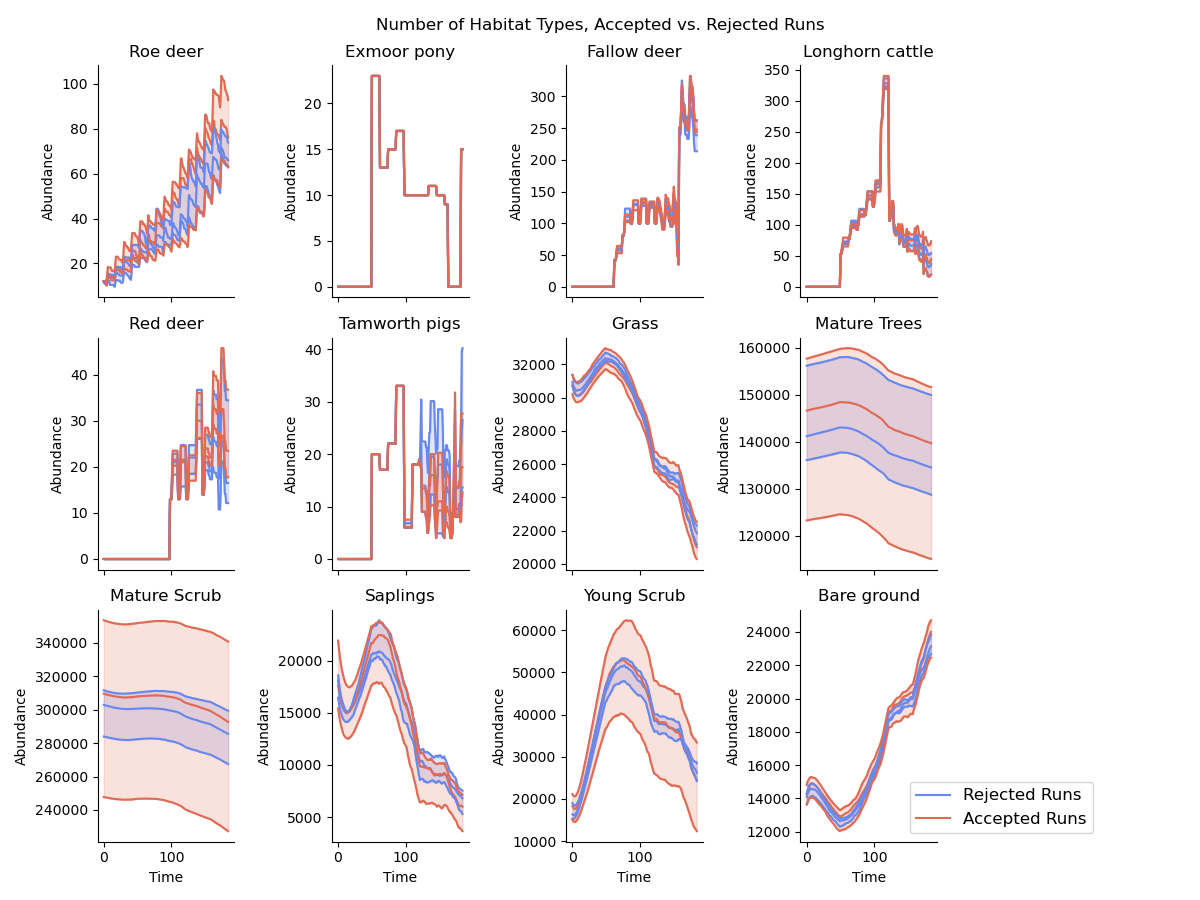 Number of Habitat Types, Accepted vs. Rejected Runs
Roe deer
Exmoor pony
Fallow deer
Longhorn cattle
100
80
60
40
20
Abundance
20
15
10
5
0
Abundance
300
250
200
150
100
50
0
Abundance
350
300
250
200
150
100
50
0
Abundance
Red deer
Tamworth pigs
Grass
Mature Trees
40
30
20
10
0
Abundance
40
30
20
10
0
Abundance
32000
30000
28000
26000
24000
22000
20000
Abundance
160000
150000
140000
130000
120000
Abundance
Mature Scrub
Saplings
Young Scrub
Bare ground
340000
320000
300000
280000
260000
240000
Abundance
0
100
Time
20000
15000
10000
5000
Abundance
0
100
Time
60000
50000
40000
30000
20000
10000
Abundance
0
100
Time
24000
22000
20000
18000
16000
14000
12000
Abundance
0
100
Time
Rejected Runs
Accepted Runs